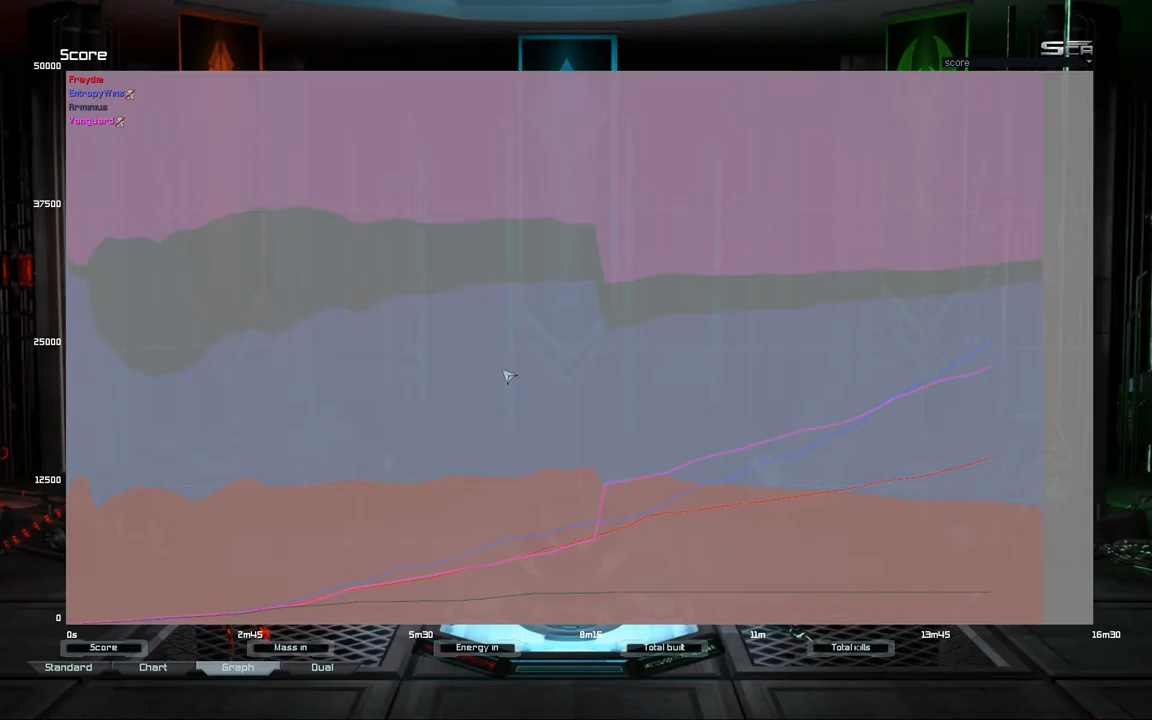 Score
50000
score
Freydie
EntropyWins
Arminius
Vanguard
37500
25000
12500
0
0s 2m45 5m30 8m15 11m 13m45 16m30
Score Mass in Energy in Total built Total kills
Standard Chart Graph Dual